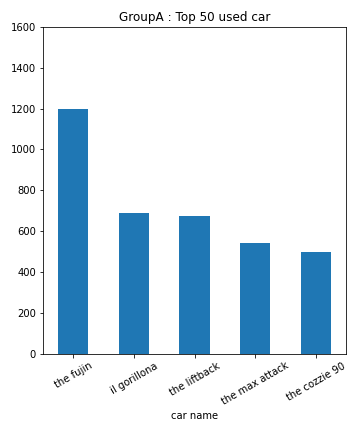 GroupA : Top 50 used car
1600
1400
1200
1000
800
600
400
200
0
the fujin
il gorillona
the liftback
the max attack
the cozzie 90
car name